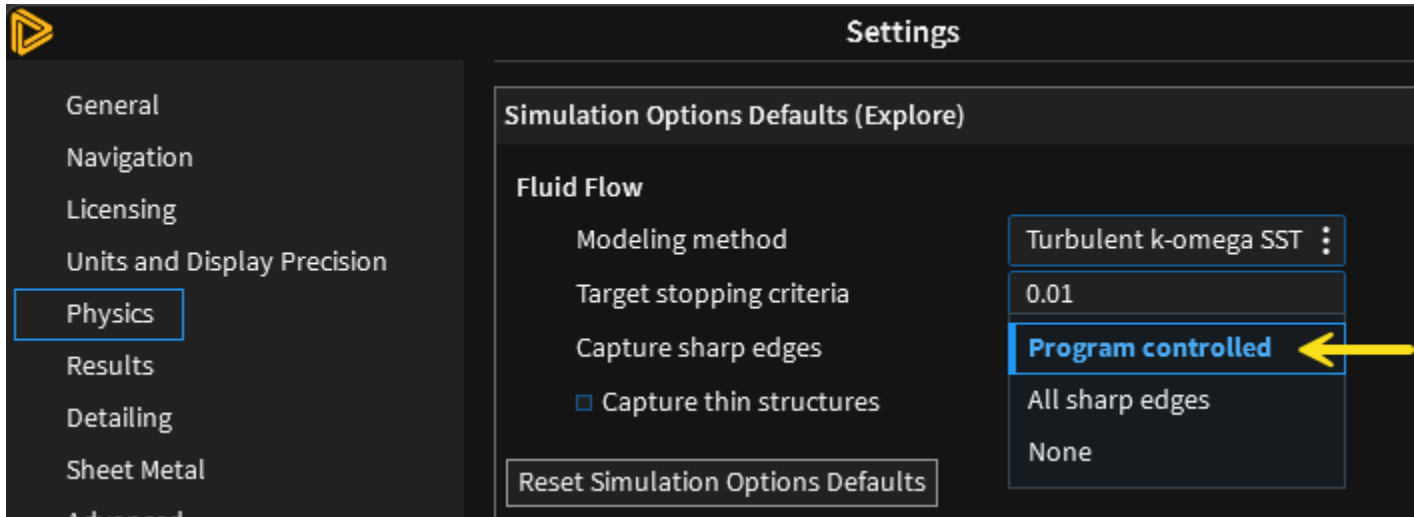 Settings
General
Navigation
Licensing
Units and Display Precision
Physics
Results
Detailing
Sheet Metal
Simulation Options Defaults (Explore)
Fluid Flow
Modeling method
Turbulent k-omega SST
Target stopping criteria
0.01
Capture sharp edges
Program controlled
All sharp edges
None
Capture thin structures
Reset Simulation Options Defaults